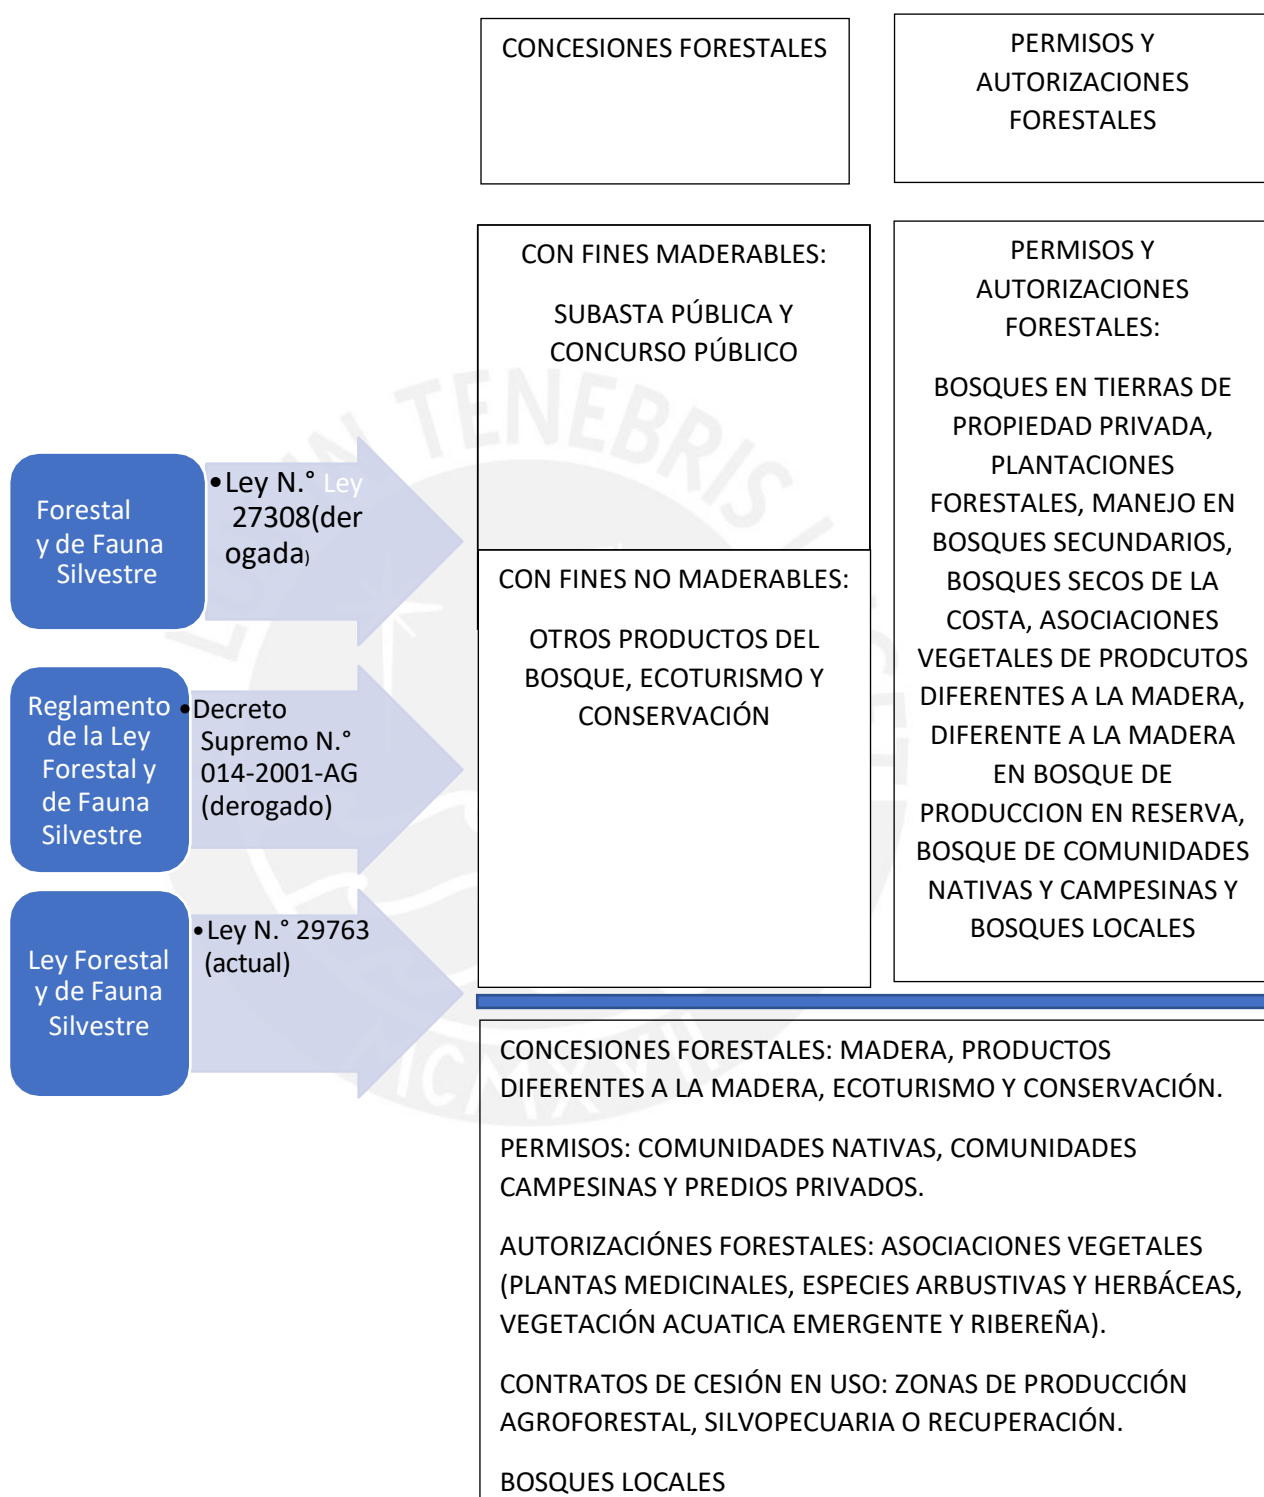 CONCESIONES FORESTALES
PERMISOS Y
AUTORIZACIONES
FORESTALES
CON FINES MADERABLES:
SUBASTA PÚBLICA Y
CONCURSO PÚBLICO
CON FINES NO MADERABLES:
OTROS PRODUCTOS DEL
BOSQUE, ECOTURISMO Y
CONSERVACIÓN
PERMISOS Y
AUTORIZACIONES
FORESTALES:
BOSQUES EN TIERRAS DE
PROPIEDAD PRIVADA,
PLANTACIONES
FORESTALES, MANEJO EN
BOSQUES SECUNDARIOS,
BOSQUES SECOS DE LA
COSTA, ASOCIACIONES
VEGETALES DE PRODCUTOS
DIFERENTES A LA MADERA,
DIFERENTE A LA MADERA
EN BOSQUE DE
PRODUCCION EN RESERVA,
BOSQUE DE COMUNIDADES
NATIVAS Y CAMPESINAS Y
BOSQUES LOCALES
Forestal
y de Fauna
Silvestre
•Ley N.° Ley
27308(der
ogada)
Reglamento
de la Ley
Forestal y
de Fauna
Silvestre
•Decreto
Supremo N.°
014-2001-AG
(derogado)
Ley Forestal
y de Fauna
Silvestre
•Ley N.° 29763
(actual)
CONCESIONES FORESTALES: MADERA, PRODUCTOS
DIFERENTES A LA MADERA, ECOTURISMO Y CONSERVACIÓN.
PERMISOS: COMUNIDADES NATIVAS, COMUNIDADES
CAMPESINAS Y PREDIOS PRIVADOS.
AUTORIZACIÓNES FORESTALES: ASOCIACIONES VEGETALES
(PLANTAS MEDICINALES, ESPECIES ARBUSTIVAS Y HERBÁCEAS,
VEGETACIÓN ACUATICA EMERGENTE Y RIBEREÑA).
CONTRATOS DE CESIÓN EN USO: ZONAS DE PRODUCCIÓN
AGROFORESTAL, SILVOPECUARIA O RECUPERACIÓN.
BOSQUES LOCALES